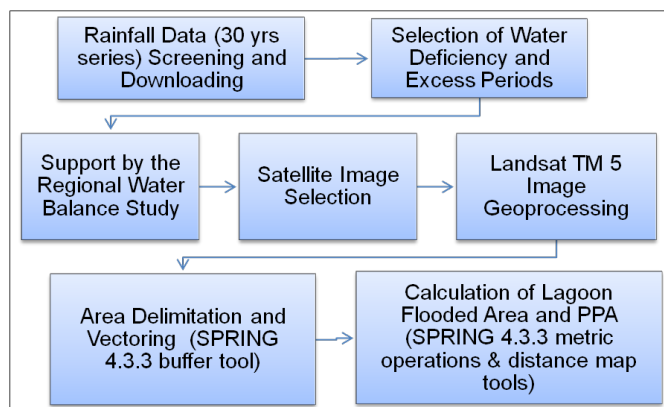 Rainfall Data (30 yrs
series) Screening and
Downloading
Selection of Water
Deficiency and
Excess Periods
Support by the
Regional Water
Balance Study
Satellite Image
Selection
Landsat TM 5
Image
Geoprocessing
Area Delimitation and
Vectoring (SPRING
4.3.3 buffer tool)
Calculation of Lagoon
Flooded Area and PPA
(SPRING 4.3.3 metric
operations & distance map
tools)